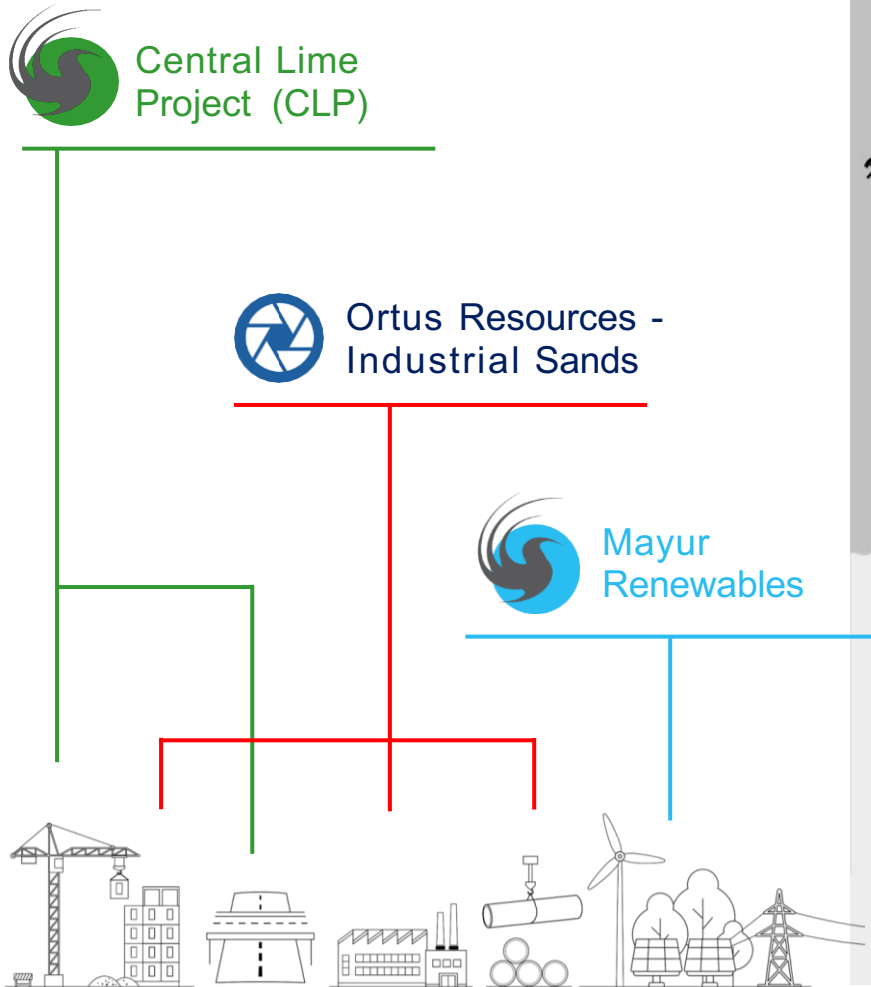 Central Lime
Project (CLP)
Ortus Resources -
Industrial Sands
Mayur
Renewables